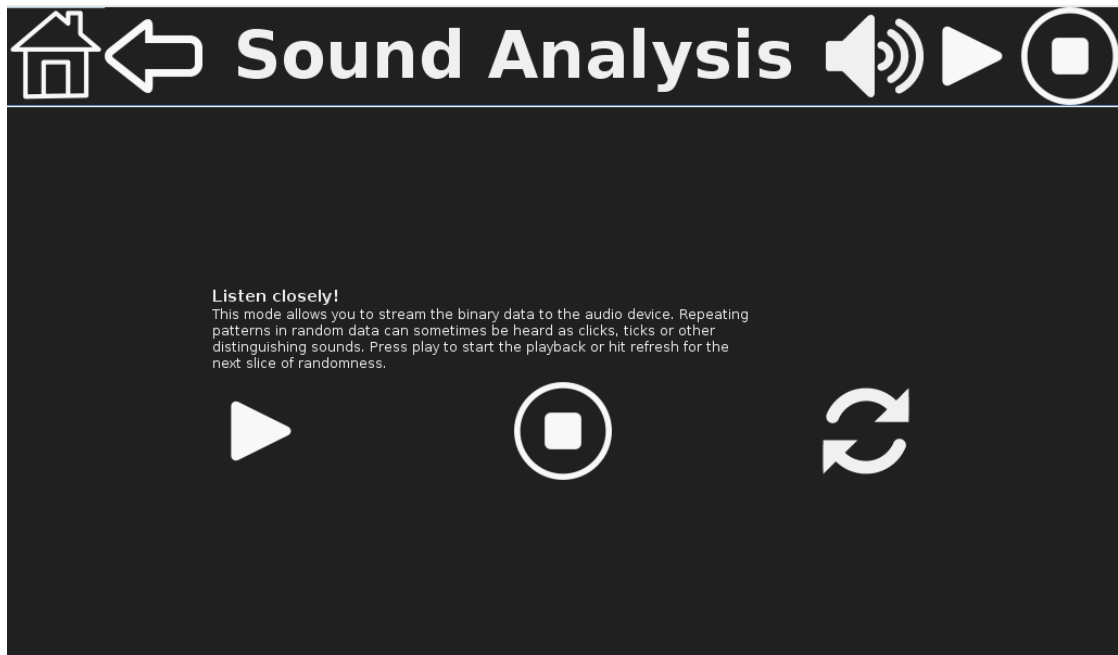 Sound Analysis
Listen closely!
This mode allows you to stream the binary data to the audio device. Repeating
patterns in random data can sometimes be heard as clicks, ticks or other
distinguishing sounds. Press play to start the playback or hit refresh for the
next slice of randomness.